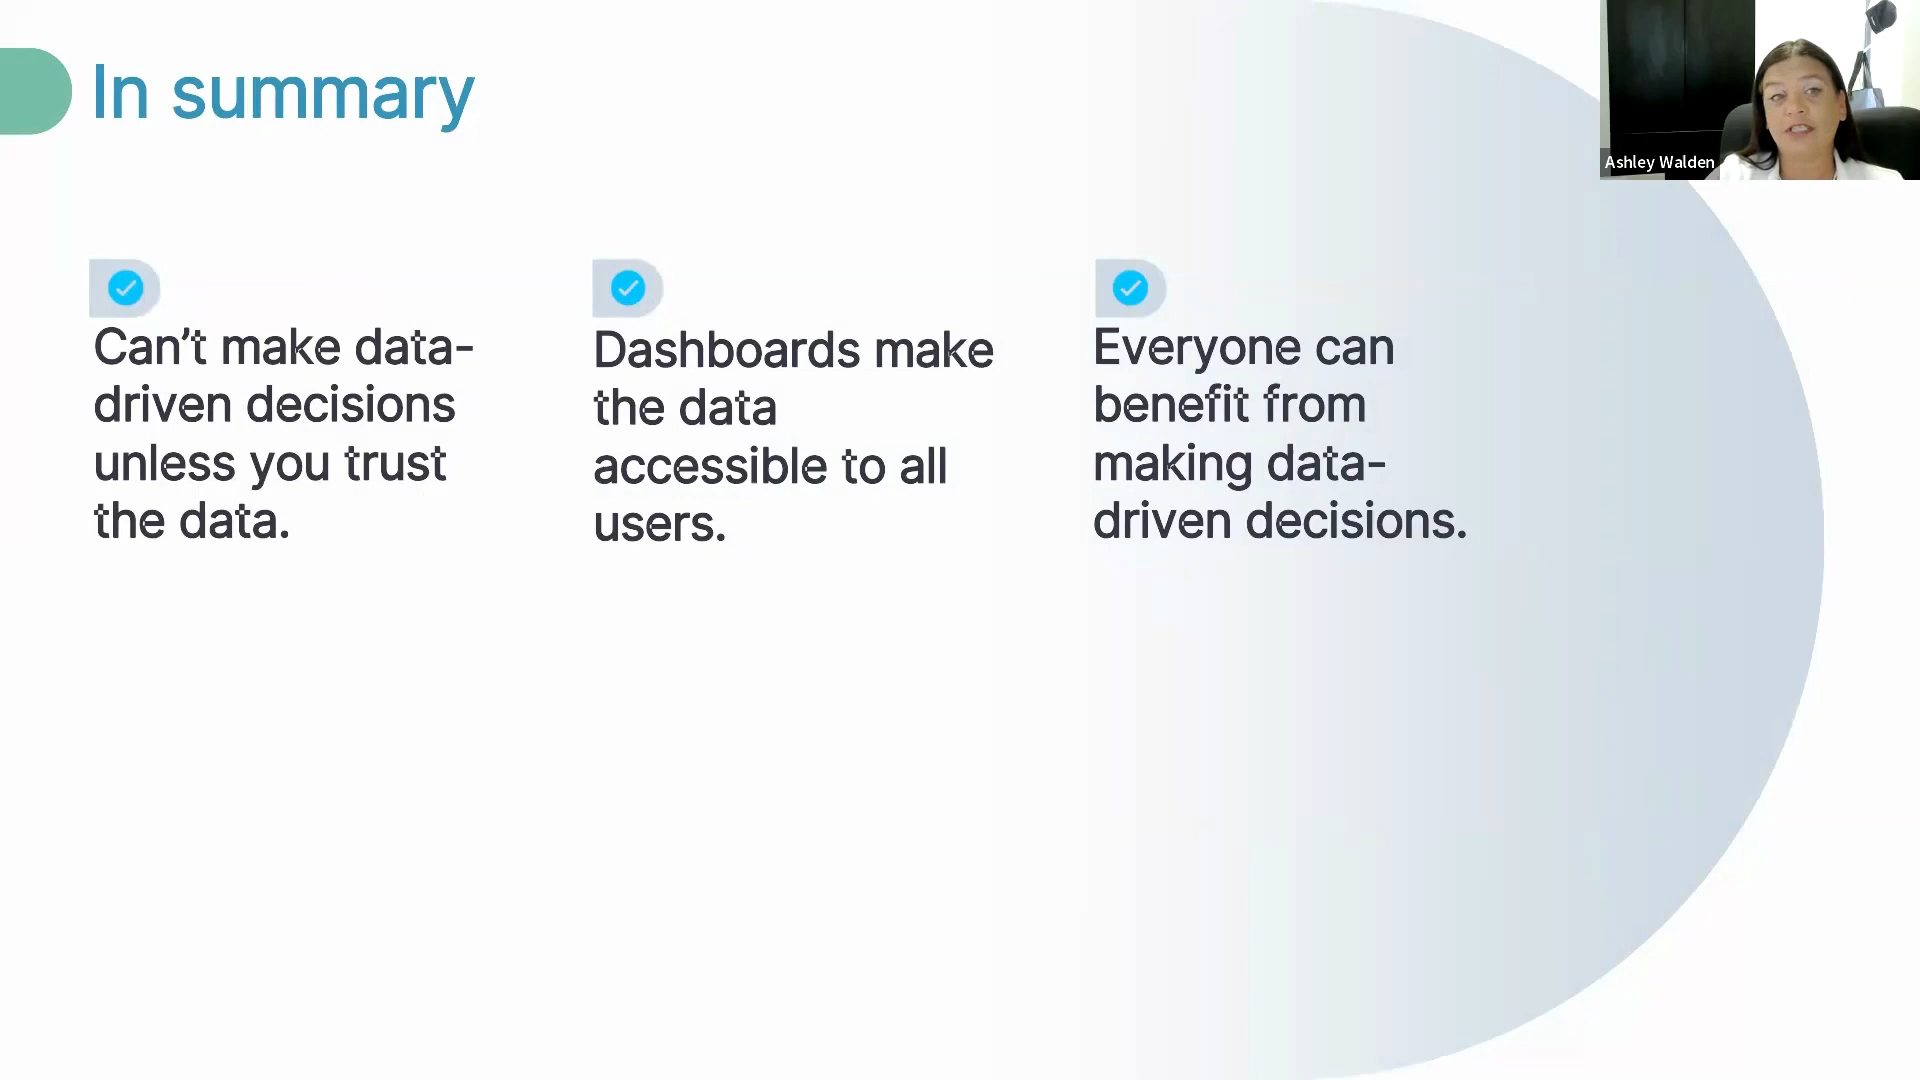 In summary
Ashley Walden
Can't make data-
driven decisions
unless you trust
the data.
Dashboards make
the data
accessible to all
users.
Everyone can
benefit from
making data-
driven decisions.